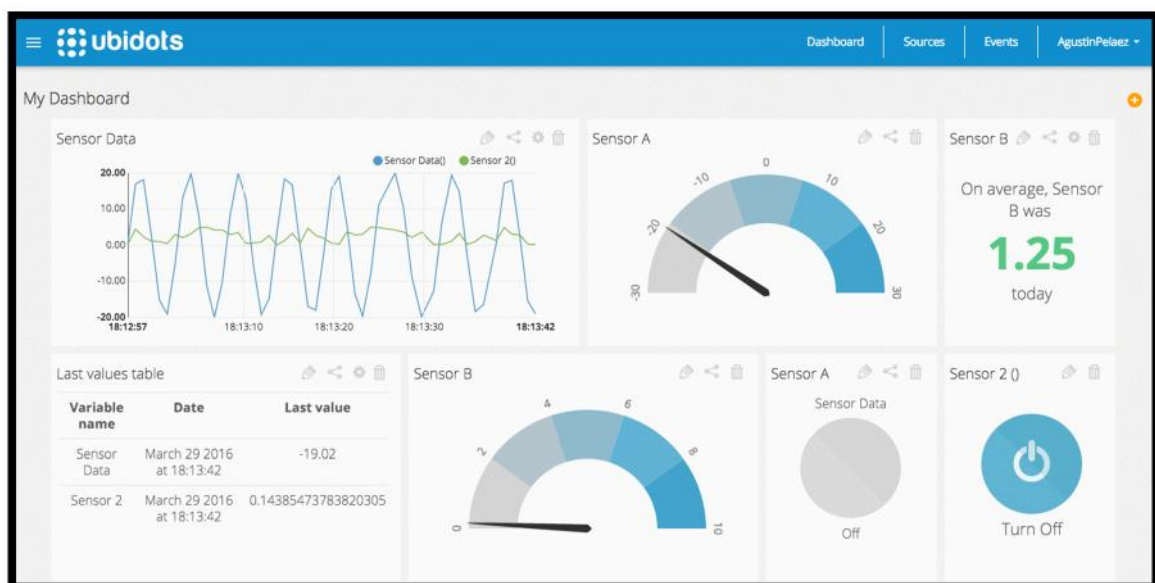 ubidots
Dashboard
Sources
Events
AgustinPelaez
My Dashboard
Sensor Data
Sensor Data()
Sensor 2()
20.00
10.00
0.00
-10.00
-20.00
18:12:57
18:13:10
18:13:20
18:13:30
18:13:42
Sensor A
-30
-20
-10
0
10
20
30
Sensor B
On average, Sensor
B was
1.25
today
Last values table
Variable
name
Date
Last value
Sensor
Data
March 29 2016
at 18:13:42
-19.02
Sensor 2
March 29 2016
at 18:13:42
0.14385473783820305
Sensor B
0
2
4
6
8
10
Sensor A
Sensor Data
Off
Sensor 2 ()
Turn Off